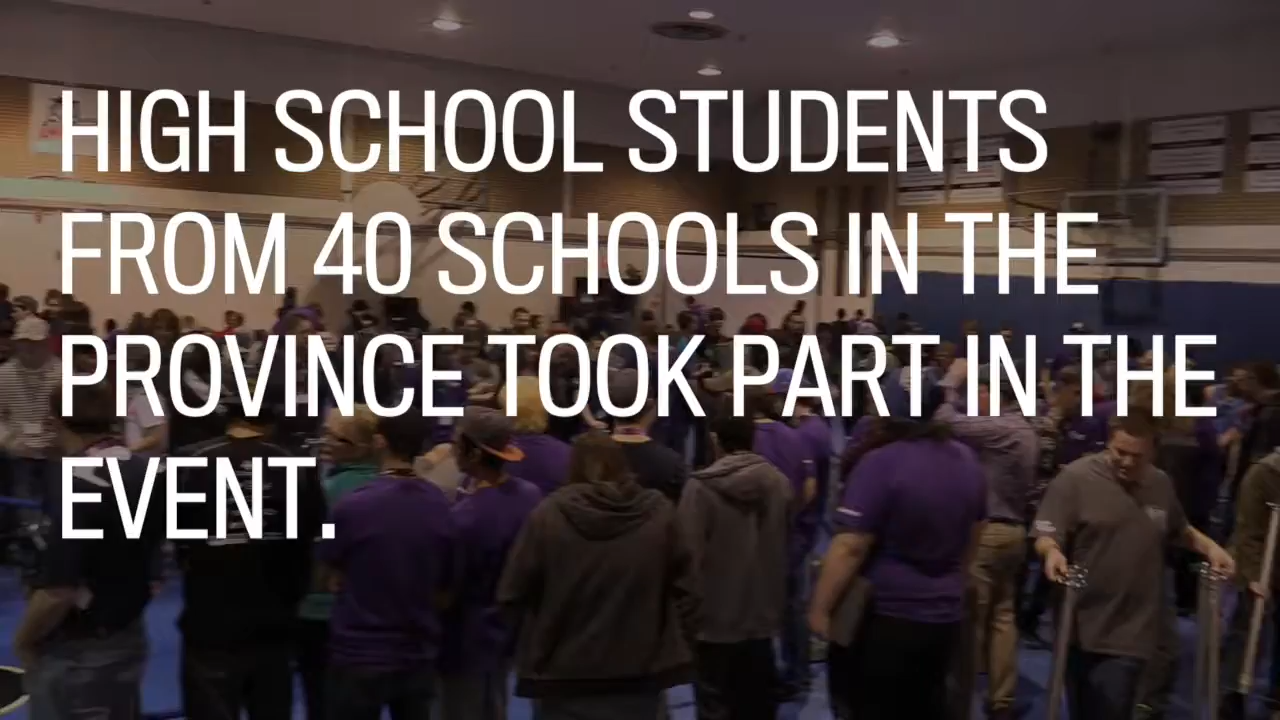 HIGH SCHOOL STUDENTS
FROM 40 SCHOOLS IN THE
PROVINCE TOOK PART IN THE
EVENT.